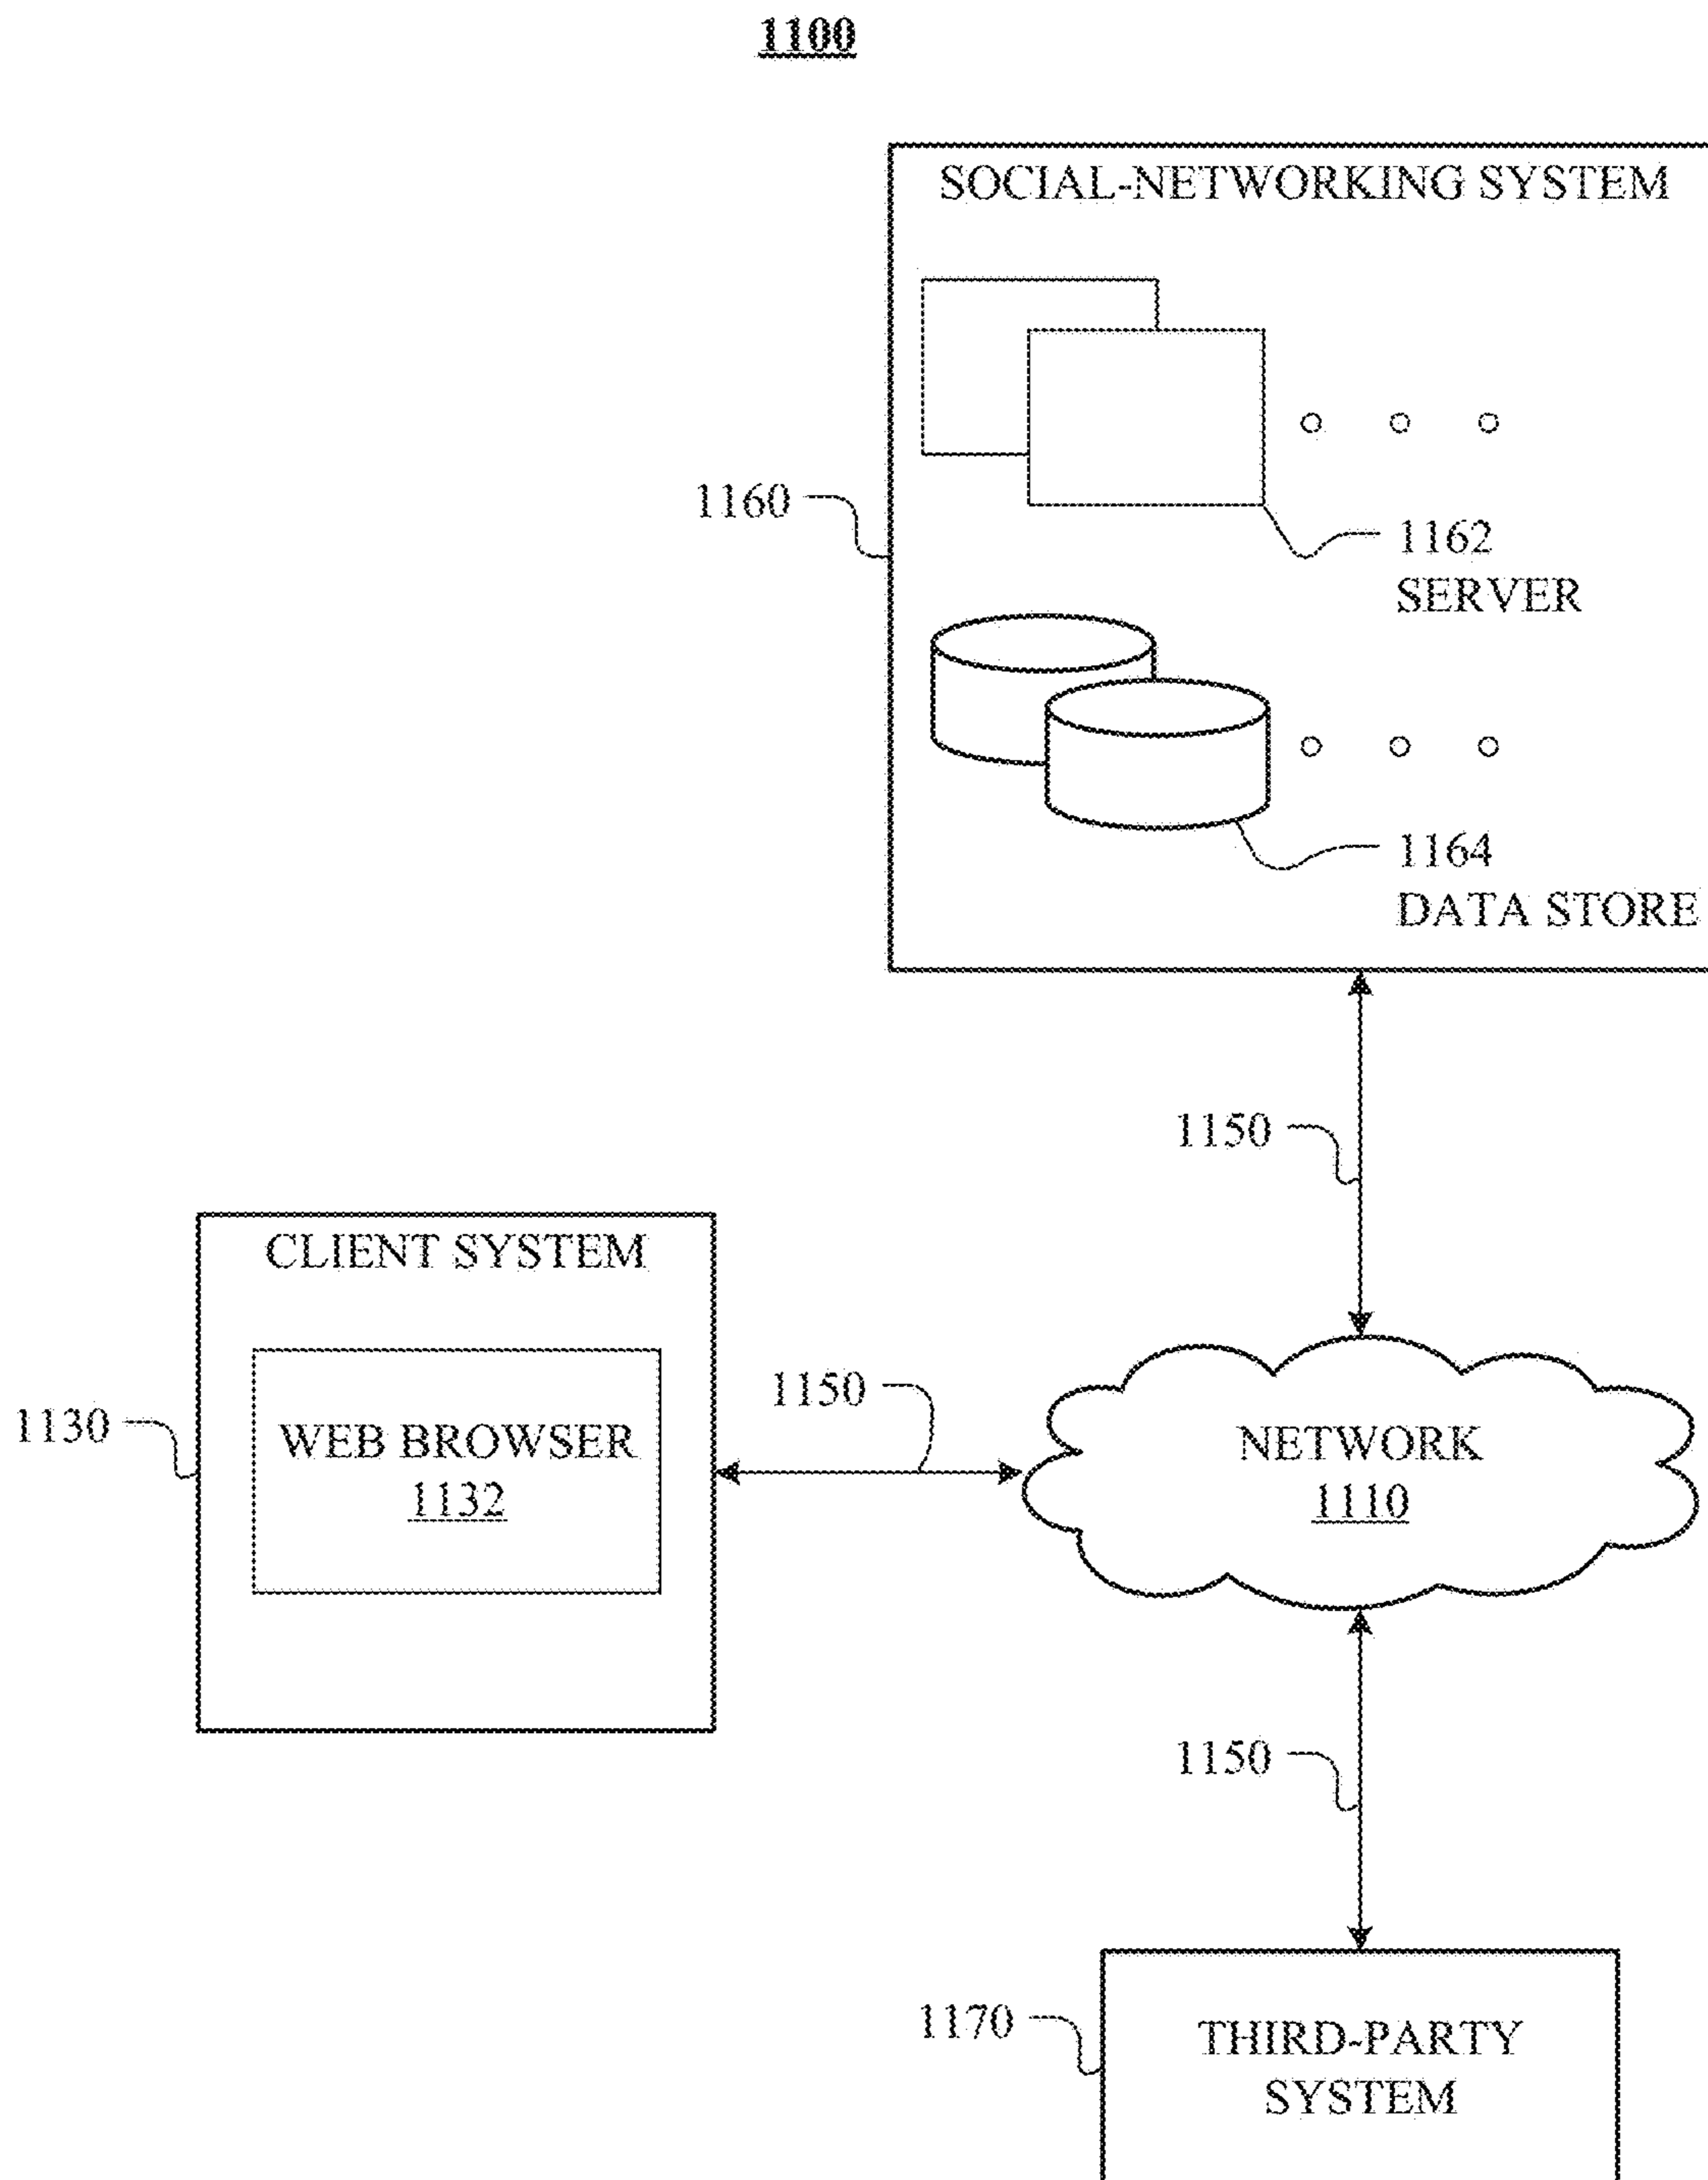 1100
SOCIAL-NETWORKING SYSTEM
1160
1162
SERVER
1164
DATA STORE
1150
CLIENT SYSTEM
1130
WEB BROWSER
1132
1150
NETWORK
1110
1150
1170
THIRD-PARTY
SYSTEM